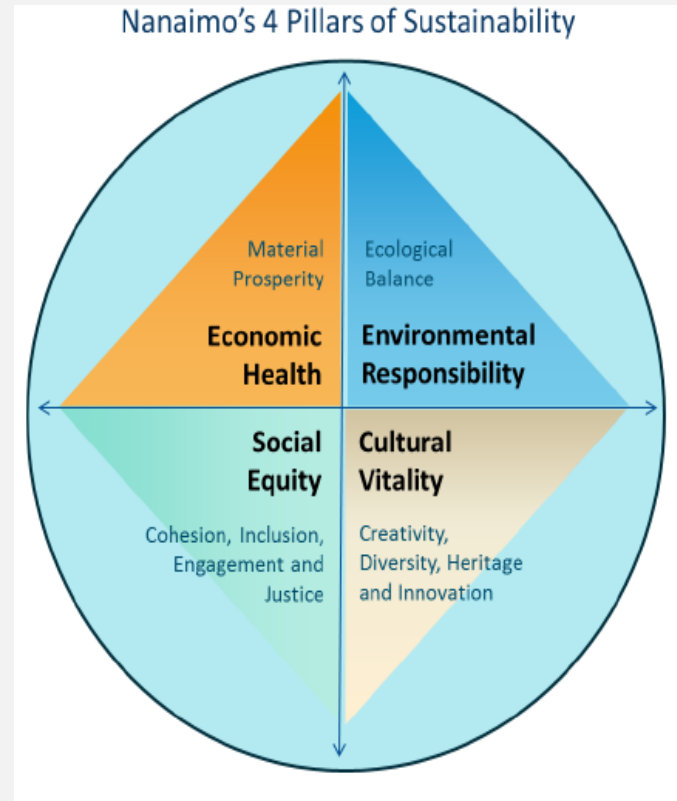 Nanaimo's 4 Pillars of Sustainability
Material
Prosperity
Economic
Health
Ecological
Balance
Environmental
Responsibility
Social
Equity
Cohesion, Inclusion,
Engagement and
Justice
Cultural
Vitality
Creativity,
Diversity, Heritage
and Innovation